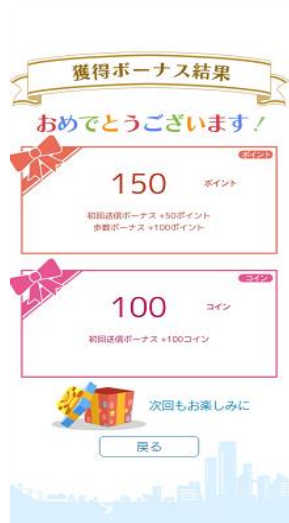 獲得ボーナス結果
おめでとうございます！
ポイント
150 ポイント
初回送信ボーナス +50ポイント
歩数ボーナス +100ポイント
コイン
100 コイン
初回送信ボーナス +100コイン
次回もお楽しみに
戻る